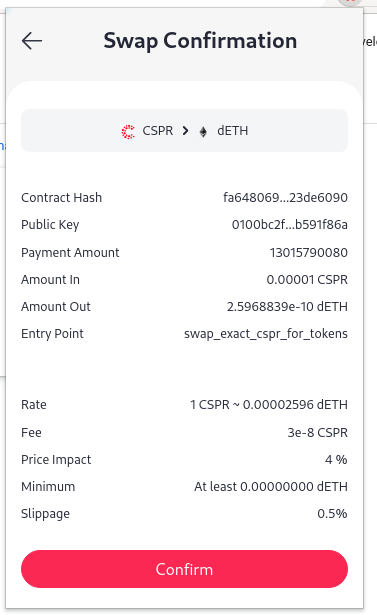 Swap Confirmation
CSPR > dETH
Contract Hash fa648069...23de6090
Public Key 0100bc2f...b591f86a
Payment Amount 13015790080
Amount In 0.00001 CSPR
Amount Out 2.5968839e-10 dETH
Entry Point swap_exact_cspr_for_tokens
Rate 1 CSPR ~ 0.00002596 dETH
Fee 3e-8 CSPR
Price Impact 4 %
Minimum At least 0.00000000 dETH
Slippage 0.5%
Confirm